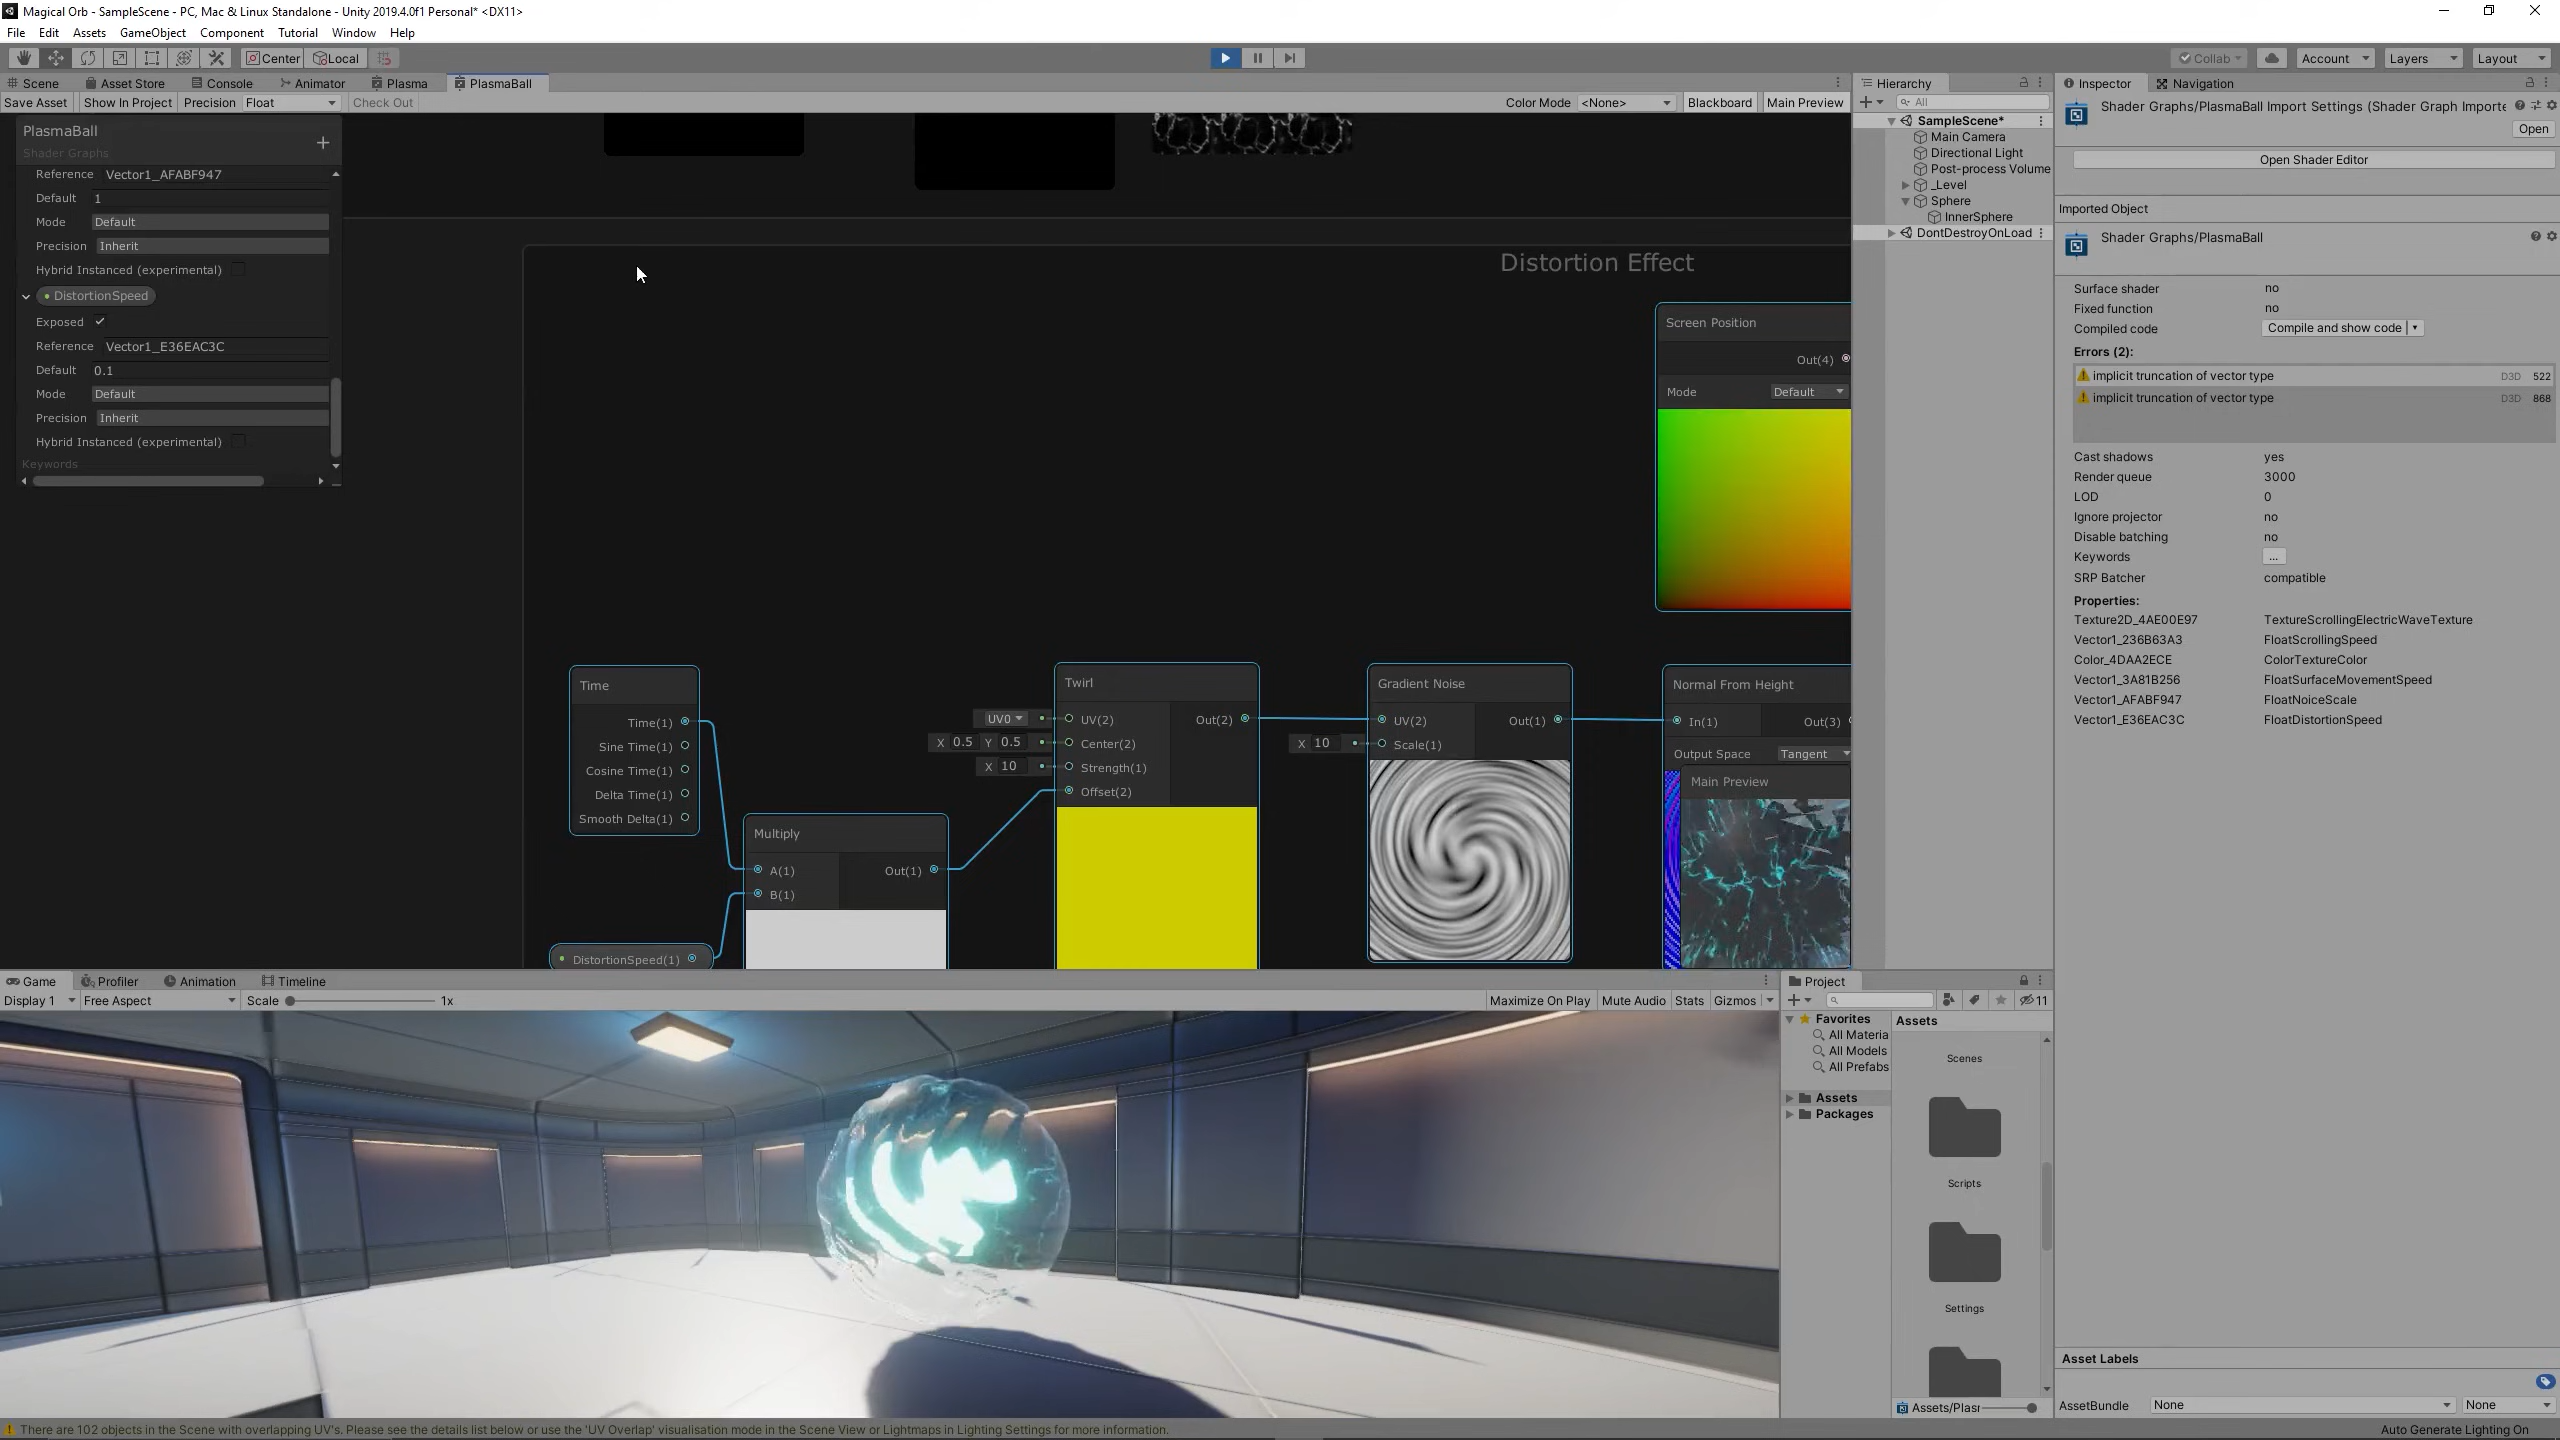 Magical Orb - SampleScene - PC, Mac & Linux Standalone - Unity 2019.4.0f1 Personal* <DX11>
File Edit Assets GameObject Component Tutorial Window Help
Center Local Collab Account Layers Layout
Scene Asset Store Console Animator Plasma PlasmaBall
Save Asset Show In Project Precision Float Check Out Color Mode <None> Blackboard Main Preview
PlasmaBall
Shader Graphs
Reference Vector1_AFABF947
Default 1
Mode Default
Precision Inherit
Hybrid Instanced (experimental)
DistortionSpeed
Exposed
Reference Vector1_E36EAC3C
Default 0.1
Mode Default
Precision Inherit
Hybrid Instanced (experimental)
Keywords
Distortion Effect
Screen Position
Out(4)
Mode Default
Time
Time(1)
Sine Time(1)
Cosine Time(1)
Delta Time(1)
Smooth Delta(1)
DistortionSpeed(1)
Multiply
A(1) Out(1)
B(1)
Twirl
UV0 UV(2) Out(2)
X 0.5 Y 0.5 Center(2)
X 10 Strength(1)
Offset(2)
Gradient Noise
UV(2) Out(1)
X 10 Scale(1)
Normal From Height
In(1) Out(3)
Output Space Tangent
Main Preview
Hierarchy
All
SampleScene*
Main Camera
Directional Light
Post-process Volume
_Level
Sphere
InnerSphere
DontDestroyOnLoad
Inspector Navigation
Shader Graphs/PlasmaBall Import Settings (Shader Graph Importe
Open
Open Shader Editor
Imported Object
Shader Graphs/PlasmaBall
Surface shader no
Fixed function no
Compiled code Compile and show code
Errors (2):
implicit truncation of vector type D3D 522
implicit truncation of vector type D3D 868
Cast shadows yes
Render queue 3000
LOD 0
Ignore projector no
Disable batching no
Keywords ...
SRP Batcher compatible
Properties:
Texture2D_4AE00E97 TextureScrollingElectricWaveTexture
Vector1_236B63A3 FloatScrollingSpeed
Color_4DAA2ECE ColorTextureColor
Vector1_3A81B256 FloatSurfaceMovementSpeed
Vector1_AFABF947 FloatNoiceScale
Vector1_E36EAC3C FloatDistortionSpeed
Game Profiler Animation Timeline
Display 1 Free Aspect Scale 1x Maximize On Play Mute Audio Stats Gizmos
Project
11
Favorites
All Materia
All Models
All Prefabs
Assets
Packages
Assets
Scenes
Scripts
Settings
Assets/Plasr
Asset Labels
AssetBundle None None
There are 102 objects in the Scene with overlapping UV's. Please see the details list below or use the 'UV Overlap' visualisation mode in the Scene View or Lightmaps in Lighting Settings for more information.
Auto Generate Lighting On